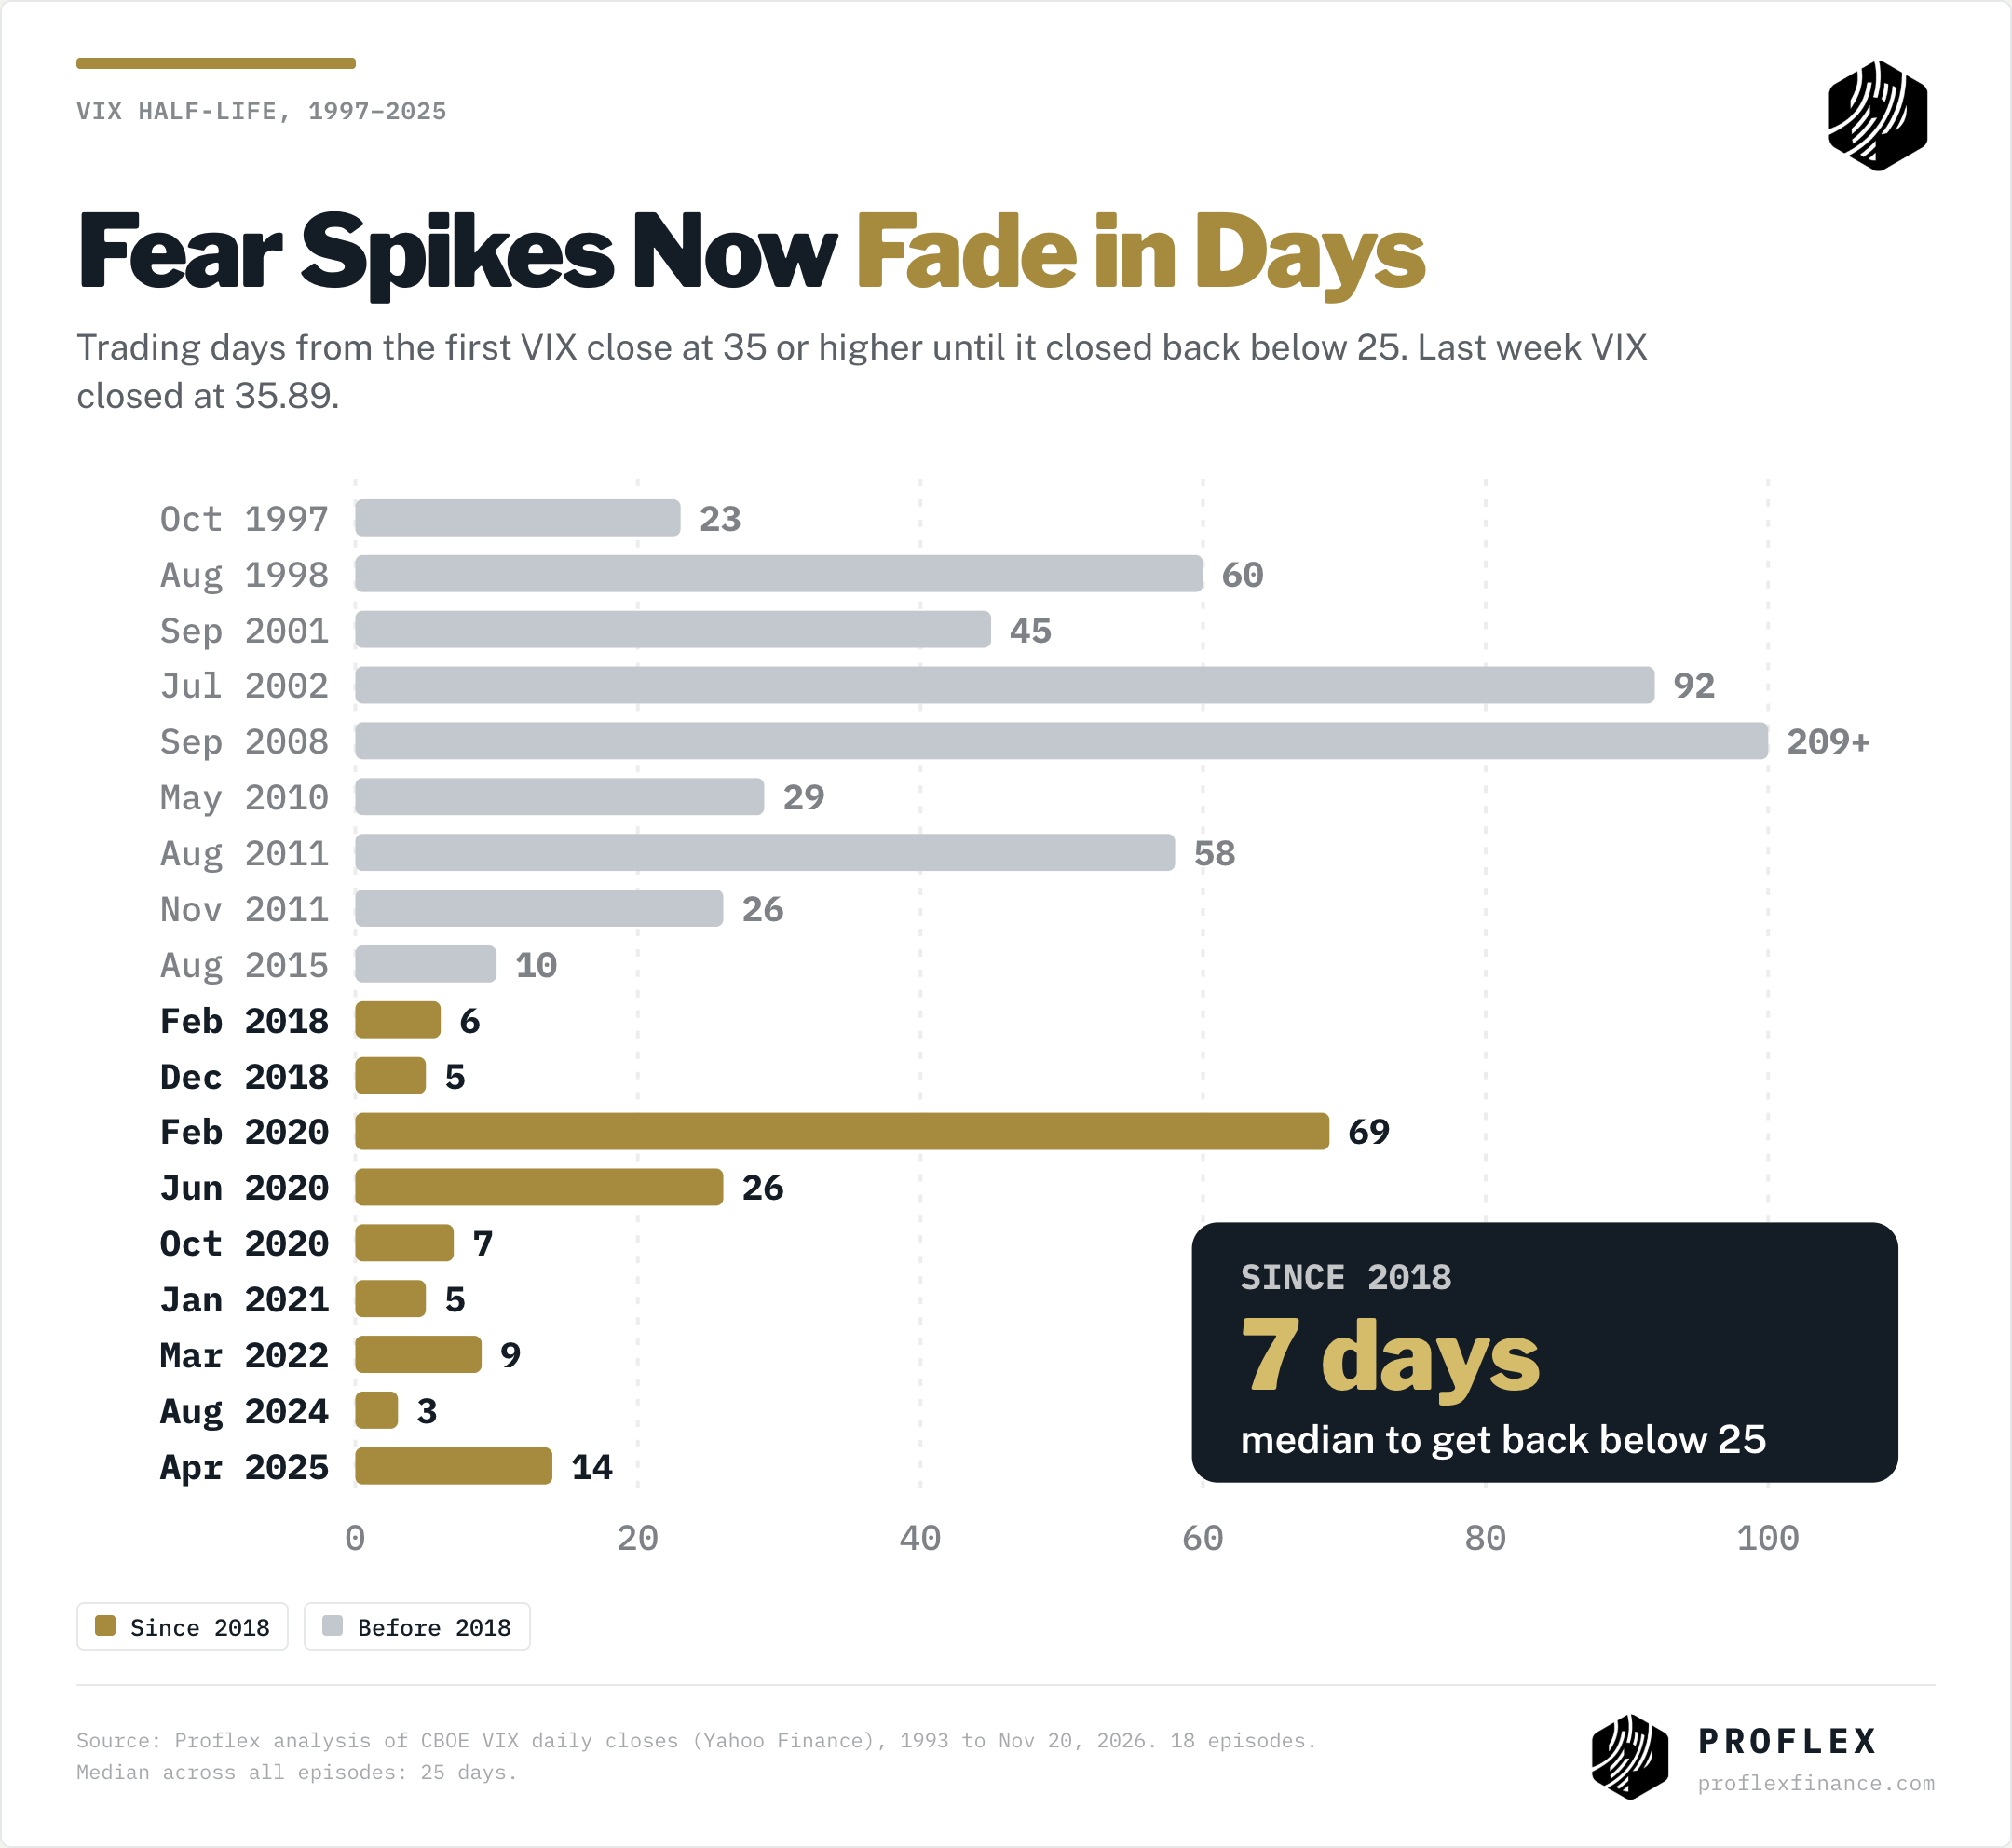 VIX HALF-LIFE, 1997–2025
Fear Spikes Now Fade in Days
Trading days from the first VIX close at 35 or higher until it closed back below 25. Last week VIX
closed at 35.89.
Oct 1997 23
Aug 1998 60
Sep 2001 45
Jul 2002 92
Sep 2008 209+
May 2010 29
Aug 2011 58
Nov 2011 26
Aug 2015 10
Feb 2018 6
Dec 2018 5
Feb 2020 69
Jun 2020 26
Oct 2020 7
Jan 2021 5
Mar 2022 9
Aug 2024 3
Apr 2025 14
SINCE 2018
7 days
median to get back below 25
0 20 40 60 80 100
Since 2018 Before 2018
Source: Proflex analysis of CBOE VIX daily closes (Yahoo Finance), 1993 to Nov 20, 2026. 18 episodes.
Median across all episodes: 25 days.
PROFLEX
proflexfinance.com